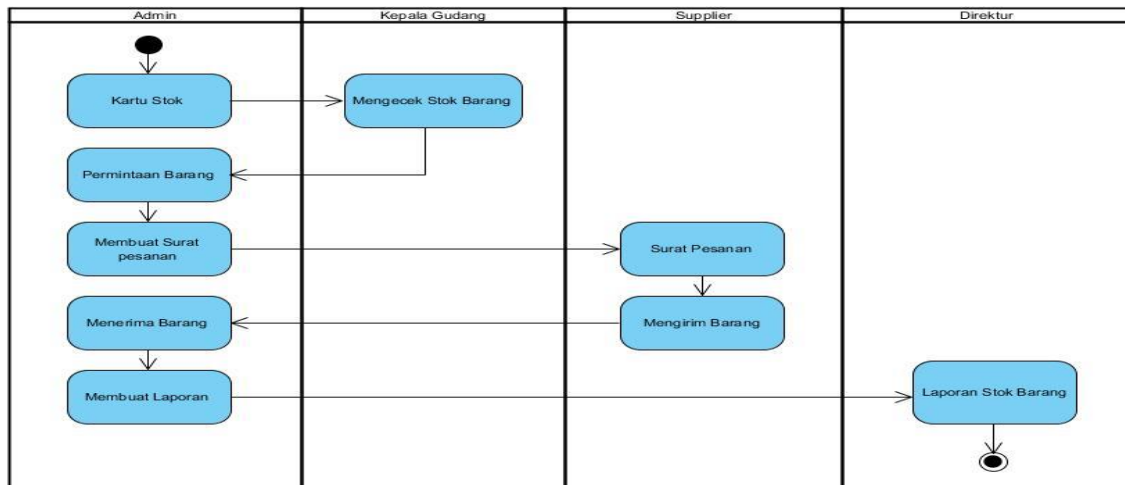 Admin
Kepala Gudang
Supplier
Direktur
Kartu Stok
Mengecek Stok Barang
Permintaan Barang
Membuat Surat
pesanan
Surat Pesanan
Menerima Barang
Mengirim Barang
Membuat Laporan
Laporan Stok Barang